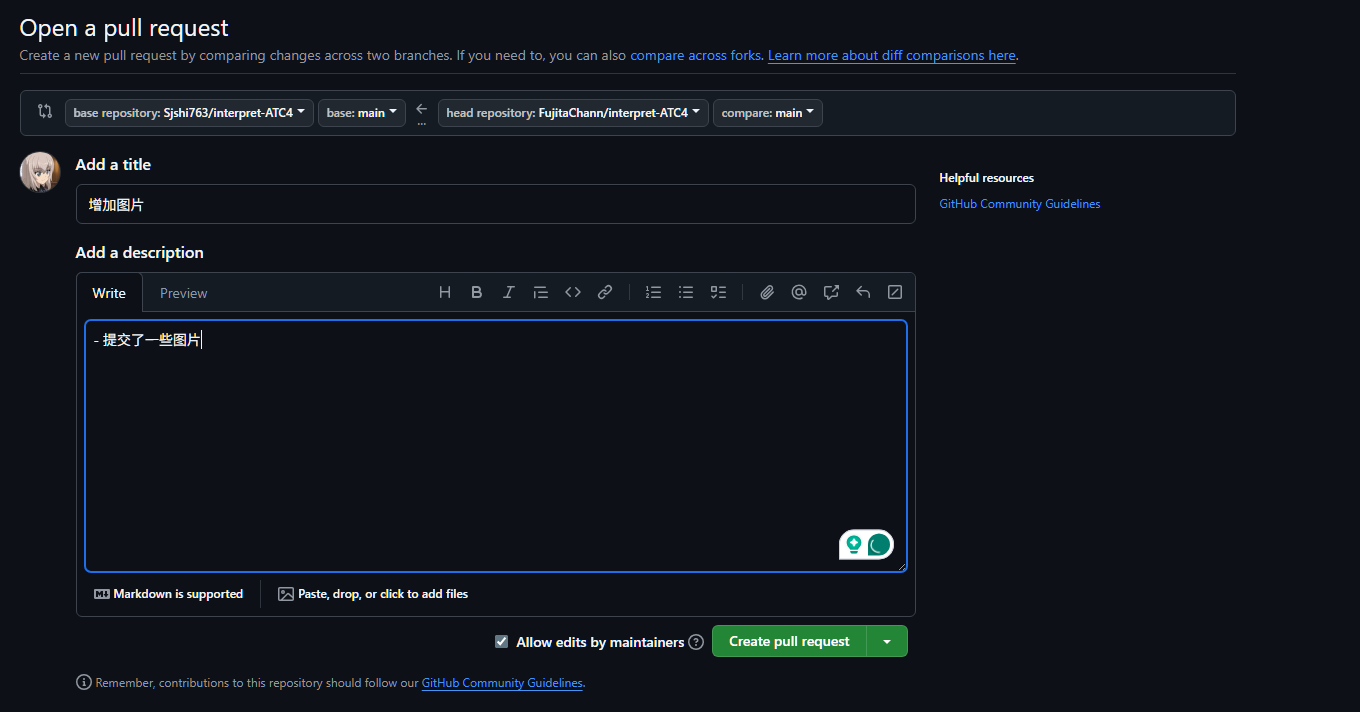 Open a pull request
Create a new pull request by comparing changes across two branches. If you need to, you can also compare across forks. Learn more about diff comparisons here.
base repository: Sjshi763/interpret-ATC4 base: main ... head repository: FujitaChann/interpret-ATC4 compare: main
Add a title
增加图片
Helpful resources
GitHub Community Guidelines
Add a description
Write Preview
- 提交了一些图片
Markdown is supported Paste, drop, or click to add files
Allow edits by maintainers Create pull request
Remember, contributions to this repository should follow our GitHub Community Guidelines.